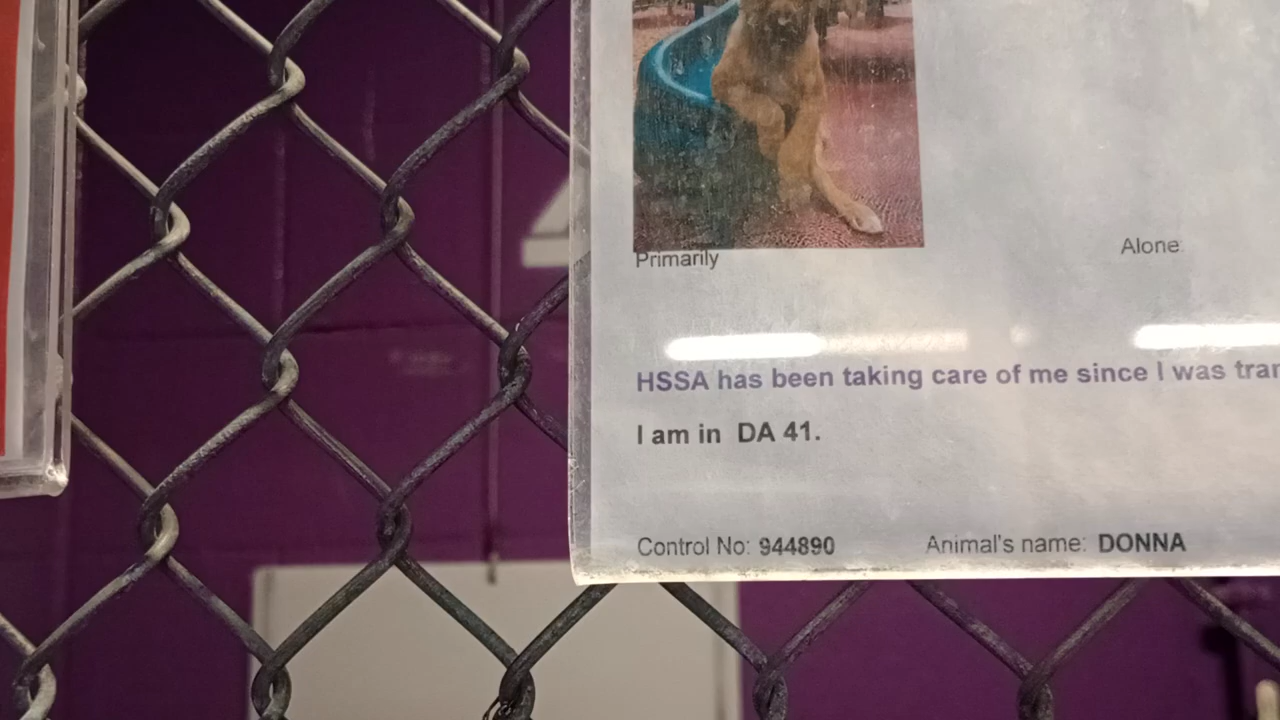 Primarily
Alone:
HSSA has been taking care of me since I was
I am in DA 41.
Control No: 944890
Animal's name: DONNA